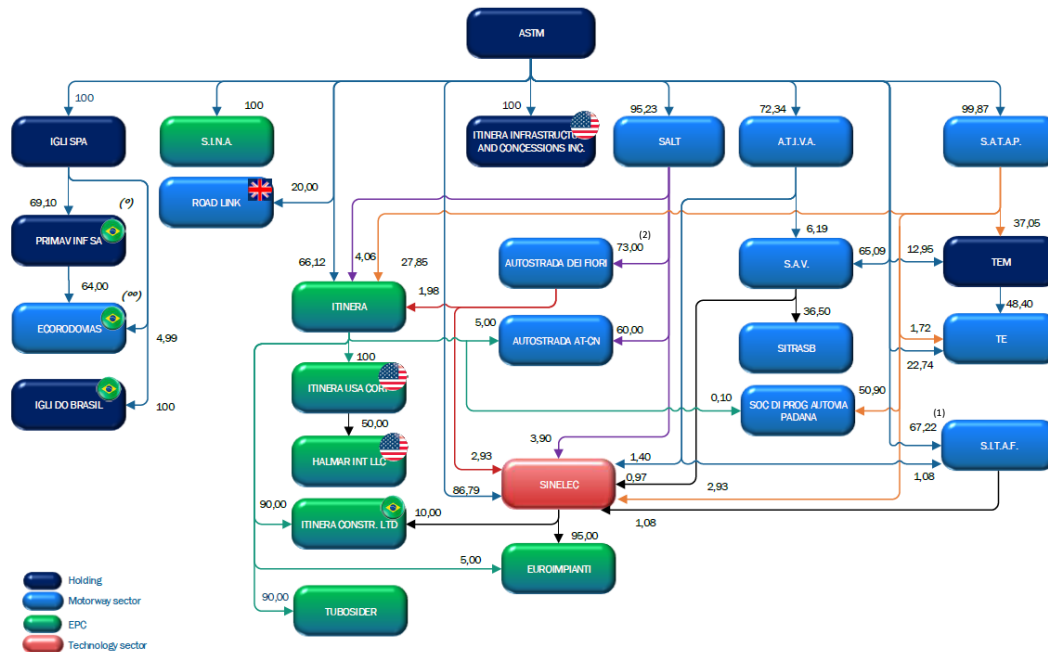 ASTM
100
100
100
95,23
72,34
99,87
IGLI SPA
S.I.N.A.
ITINERA INFRASTRUCTURE
AND CONCESSIONS INC.
SALT
A.T.I.V.A.
S.A.T.A.P.
ROAD LINK
20,00
69,10
(°)
PRIMAV INF SA
66,12
4,06
27,85
AUTOSTRADA DEI FIORI
73,00
(2)
6,19
S.A.V.
65,09
12,95
37,05
TEM
64,00
(°°)
ITINERA
1,98
48,40
ECORODOVIAS
4,99
5,00
AUTOSTRADA AT-CN
60,00
36,50
SITRASB
1,72
TE
22,74
100
ITINERA USA CORP
IGLI DO BRASIL
100
50,00
0,10
SOC DI PROG AUTOVIA
PADANA
50,90
(1)
67,22
HALMAR INT LLC
3,90
S.I.T.A.F.
2,93
SINELEC
1,40
0,97
1,08
86,79
2,93
90,00
ITINERA CONSTR. LTD
10,00
1,08
95,00
5,00
EUROIMPIANTI
90,00
TUBOSIDER
Holding
Motorway sector
EPC
Technology sector